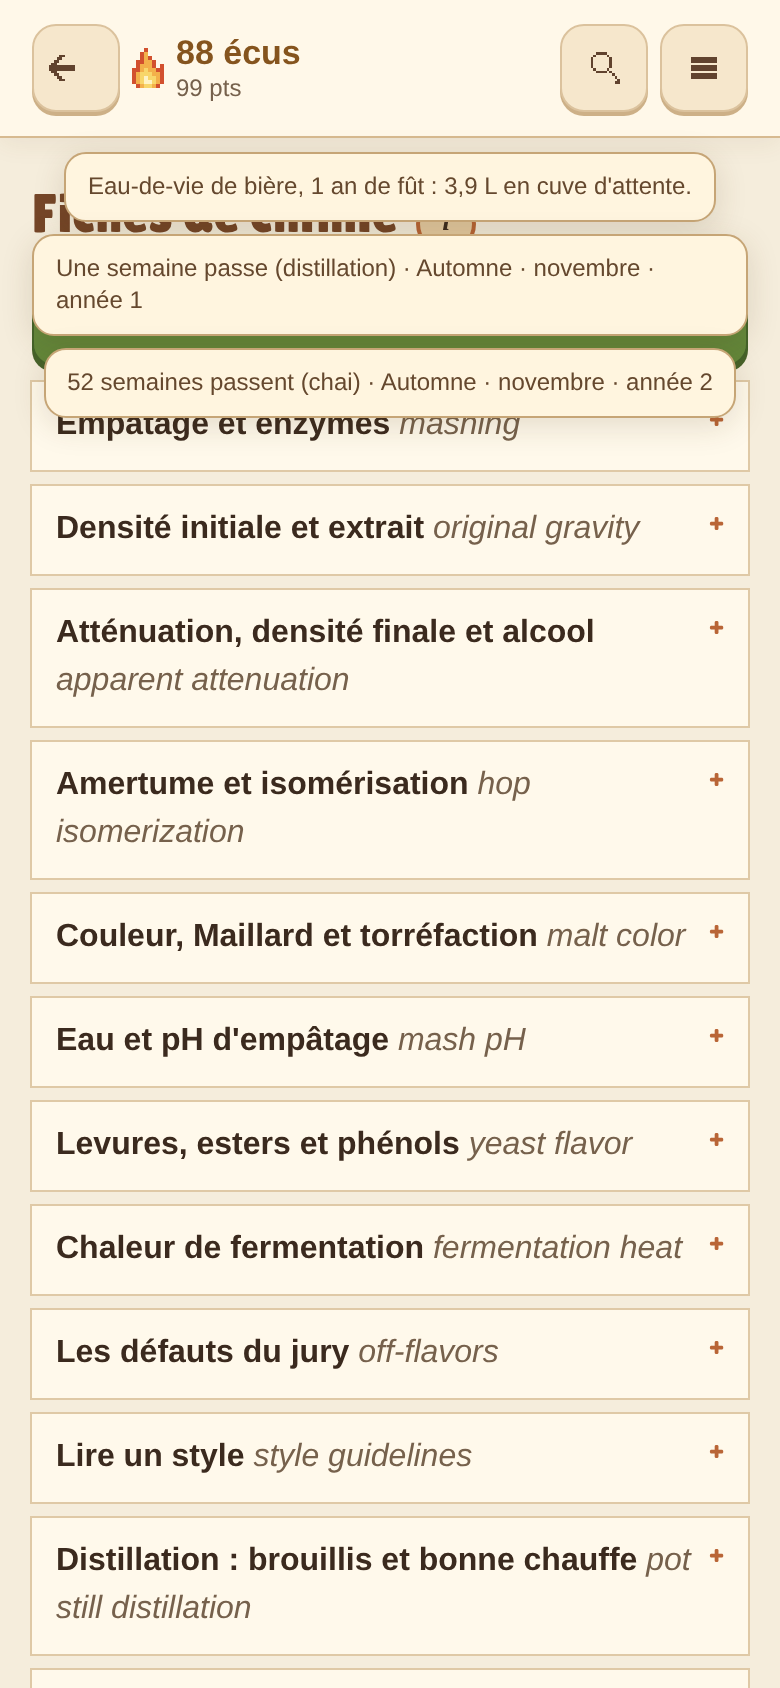 88 écus
99 pts
Eau-de-vie de bière, 1 an de fût : 3,9 L en cuve d'attente.
Une semaine passe (distillation) · Automne · novembre ·
année 1
52 semaines passent (chai) · Automne · novembre · année 2
Empâtage et enzymes mashing
Densité initiale et extrait original gravity
Atténuation, densité finale et alcool
apparent attenuation
Amertume et isomérisation hop
isomerization
Couleur, Maillard et torréfaction malt color
Eau et pH d'empâtage mash pH
Levures, esters et phénols yeast flavor
Chaleur de fermentation fermentation heat
Les défauts du jury off-flavors
Lire un style style guidelines
Distillation : brouillis et bonne chauffe pot
still distillation